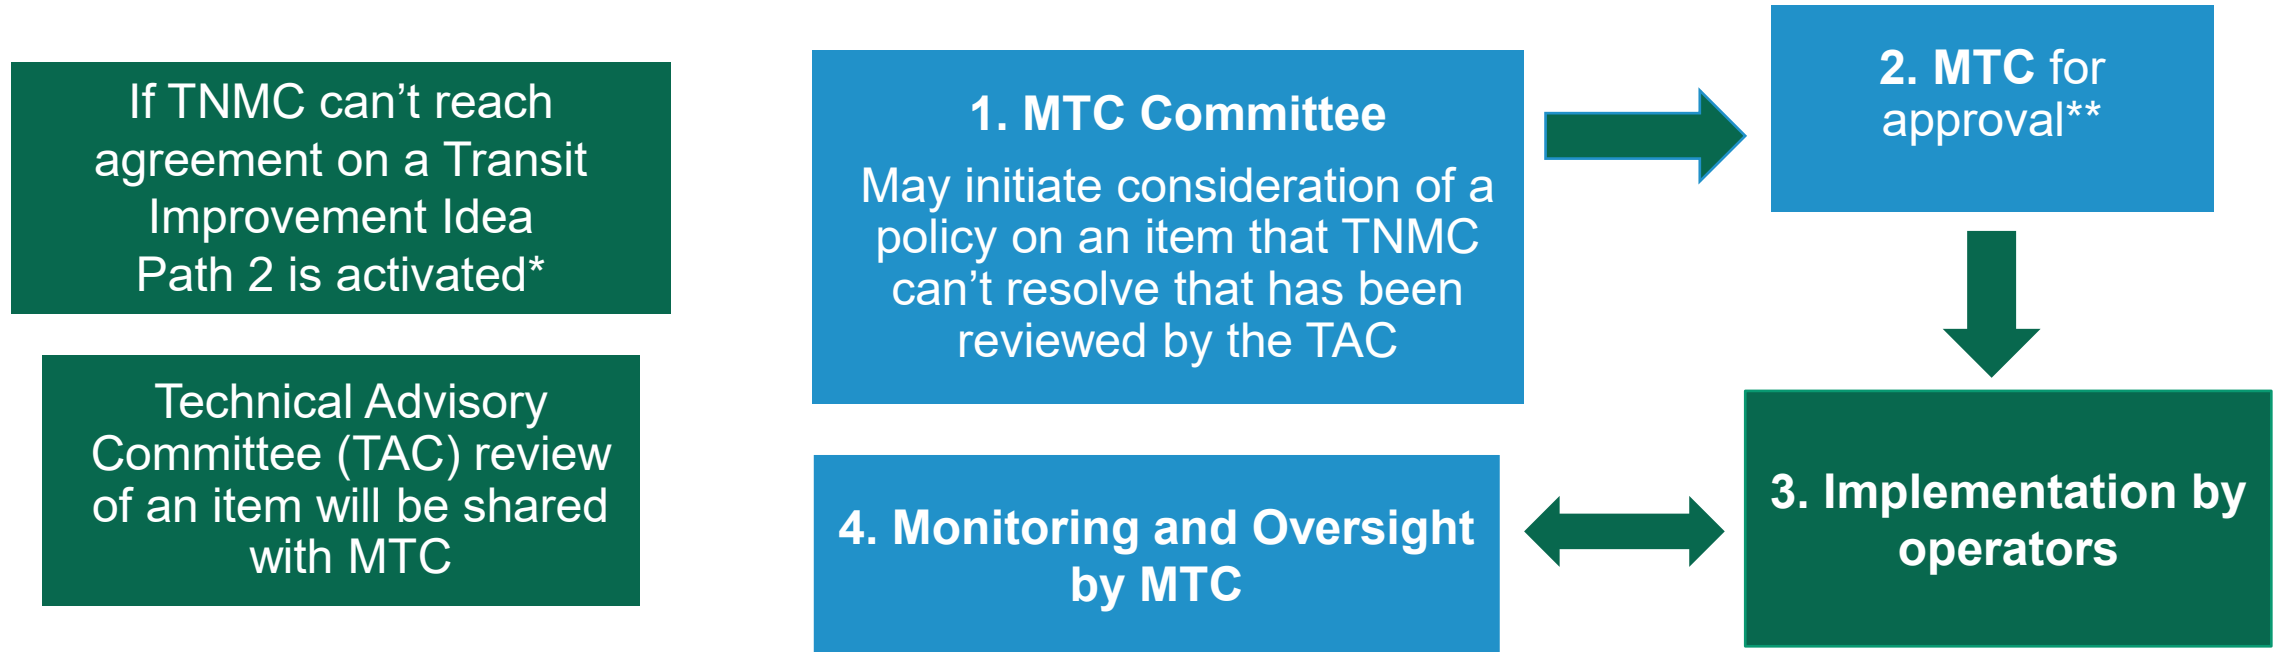 If TNMC can’t reach
agreement on a Transit
Improvement Idea
Path 2 is activated*
Technical Advisory
Committee (TAC) review
of an item will be shared
with MTC
1. MTC Committee
May initiate consideration of a
policy on an item that TNMC
can’t resolve that has been
reviewed by the TAC
2. MTC for
approval**
3. Implementation by
operators
4. Monitoring and Oversight
by MTC